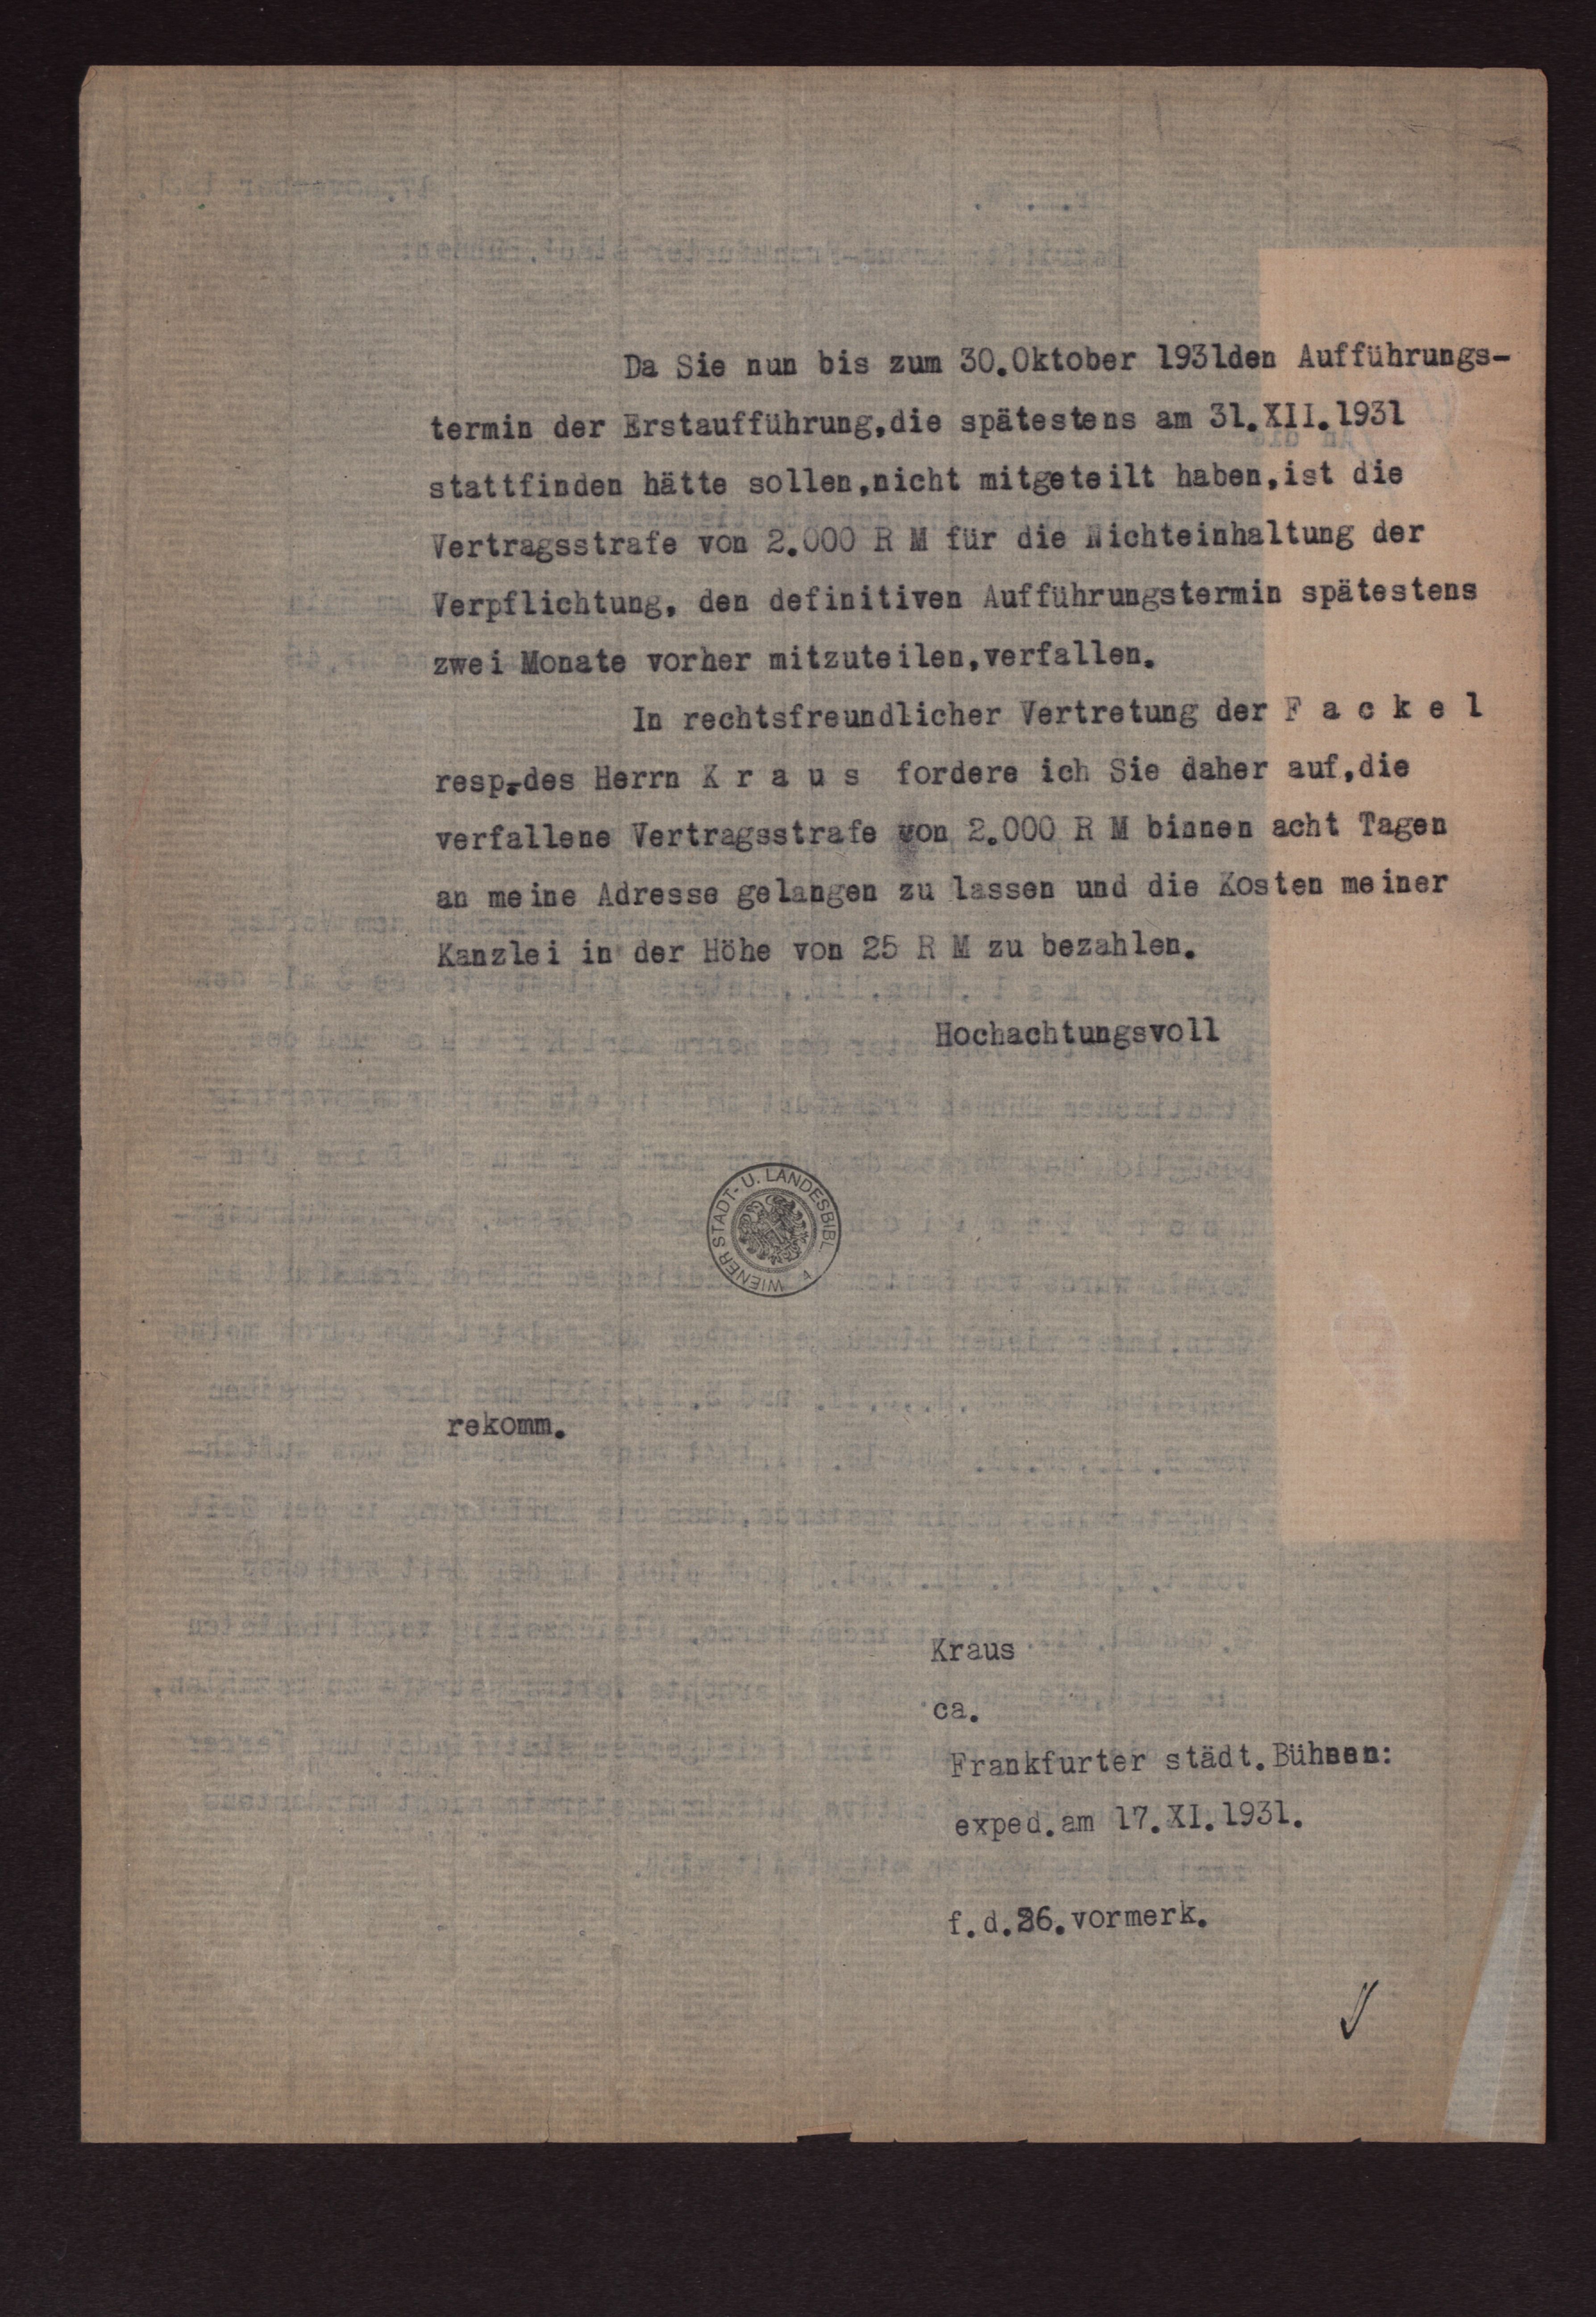 Da Sie nun bis zum 30.Oktober 1931den Aufführungs-
termin der Erstaufführung,die spätestens am 31.XII.1931
stattfinden hätte sollen,nicht mitgeteilt haben,ist die
Vertragsstrafe von 2.000 R M für die Nichteinhaltung der
Verpflichtung, den definitiven Aufführungstermin spätestens
zwei Monate vorher mitzuteilen,verfallen.
In rechtsfreundlicher Vertretung der F a c k e l
resp.des Herrn K r a u s fordere ich Sie daher auf,die
verfallene Vertragsstrafe von 2.000 R M binnen acht Tagen
an meine Adresse gelangen zu lassen und die Kosten meiner
Kanzlei in der Höhe von 25 R M zu bezahlen.
Hochachtungsvoll
WIENER STADT- U. LANDESBIBL.
rekomm.
Kraus
ca.
Frankfurter städt.Bühnen:
exped.am 17.XI.1931.
f.d.26.vormerk.